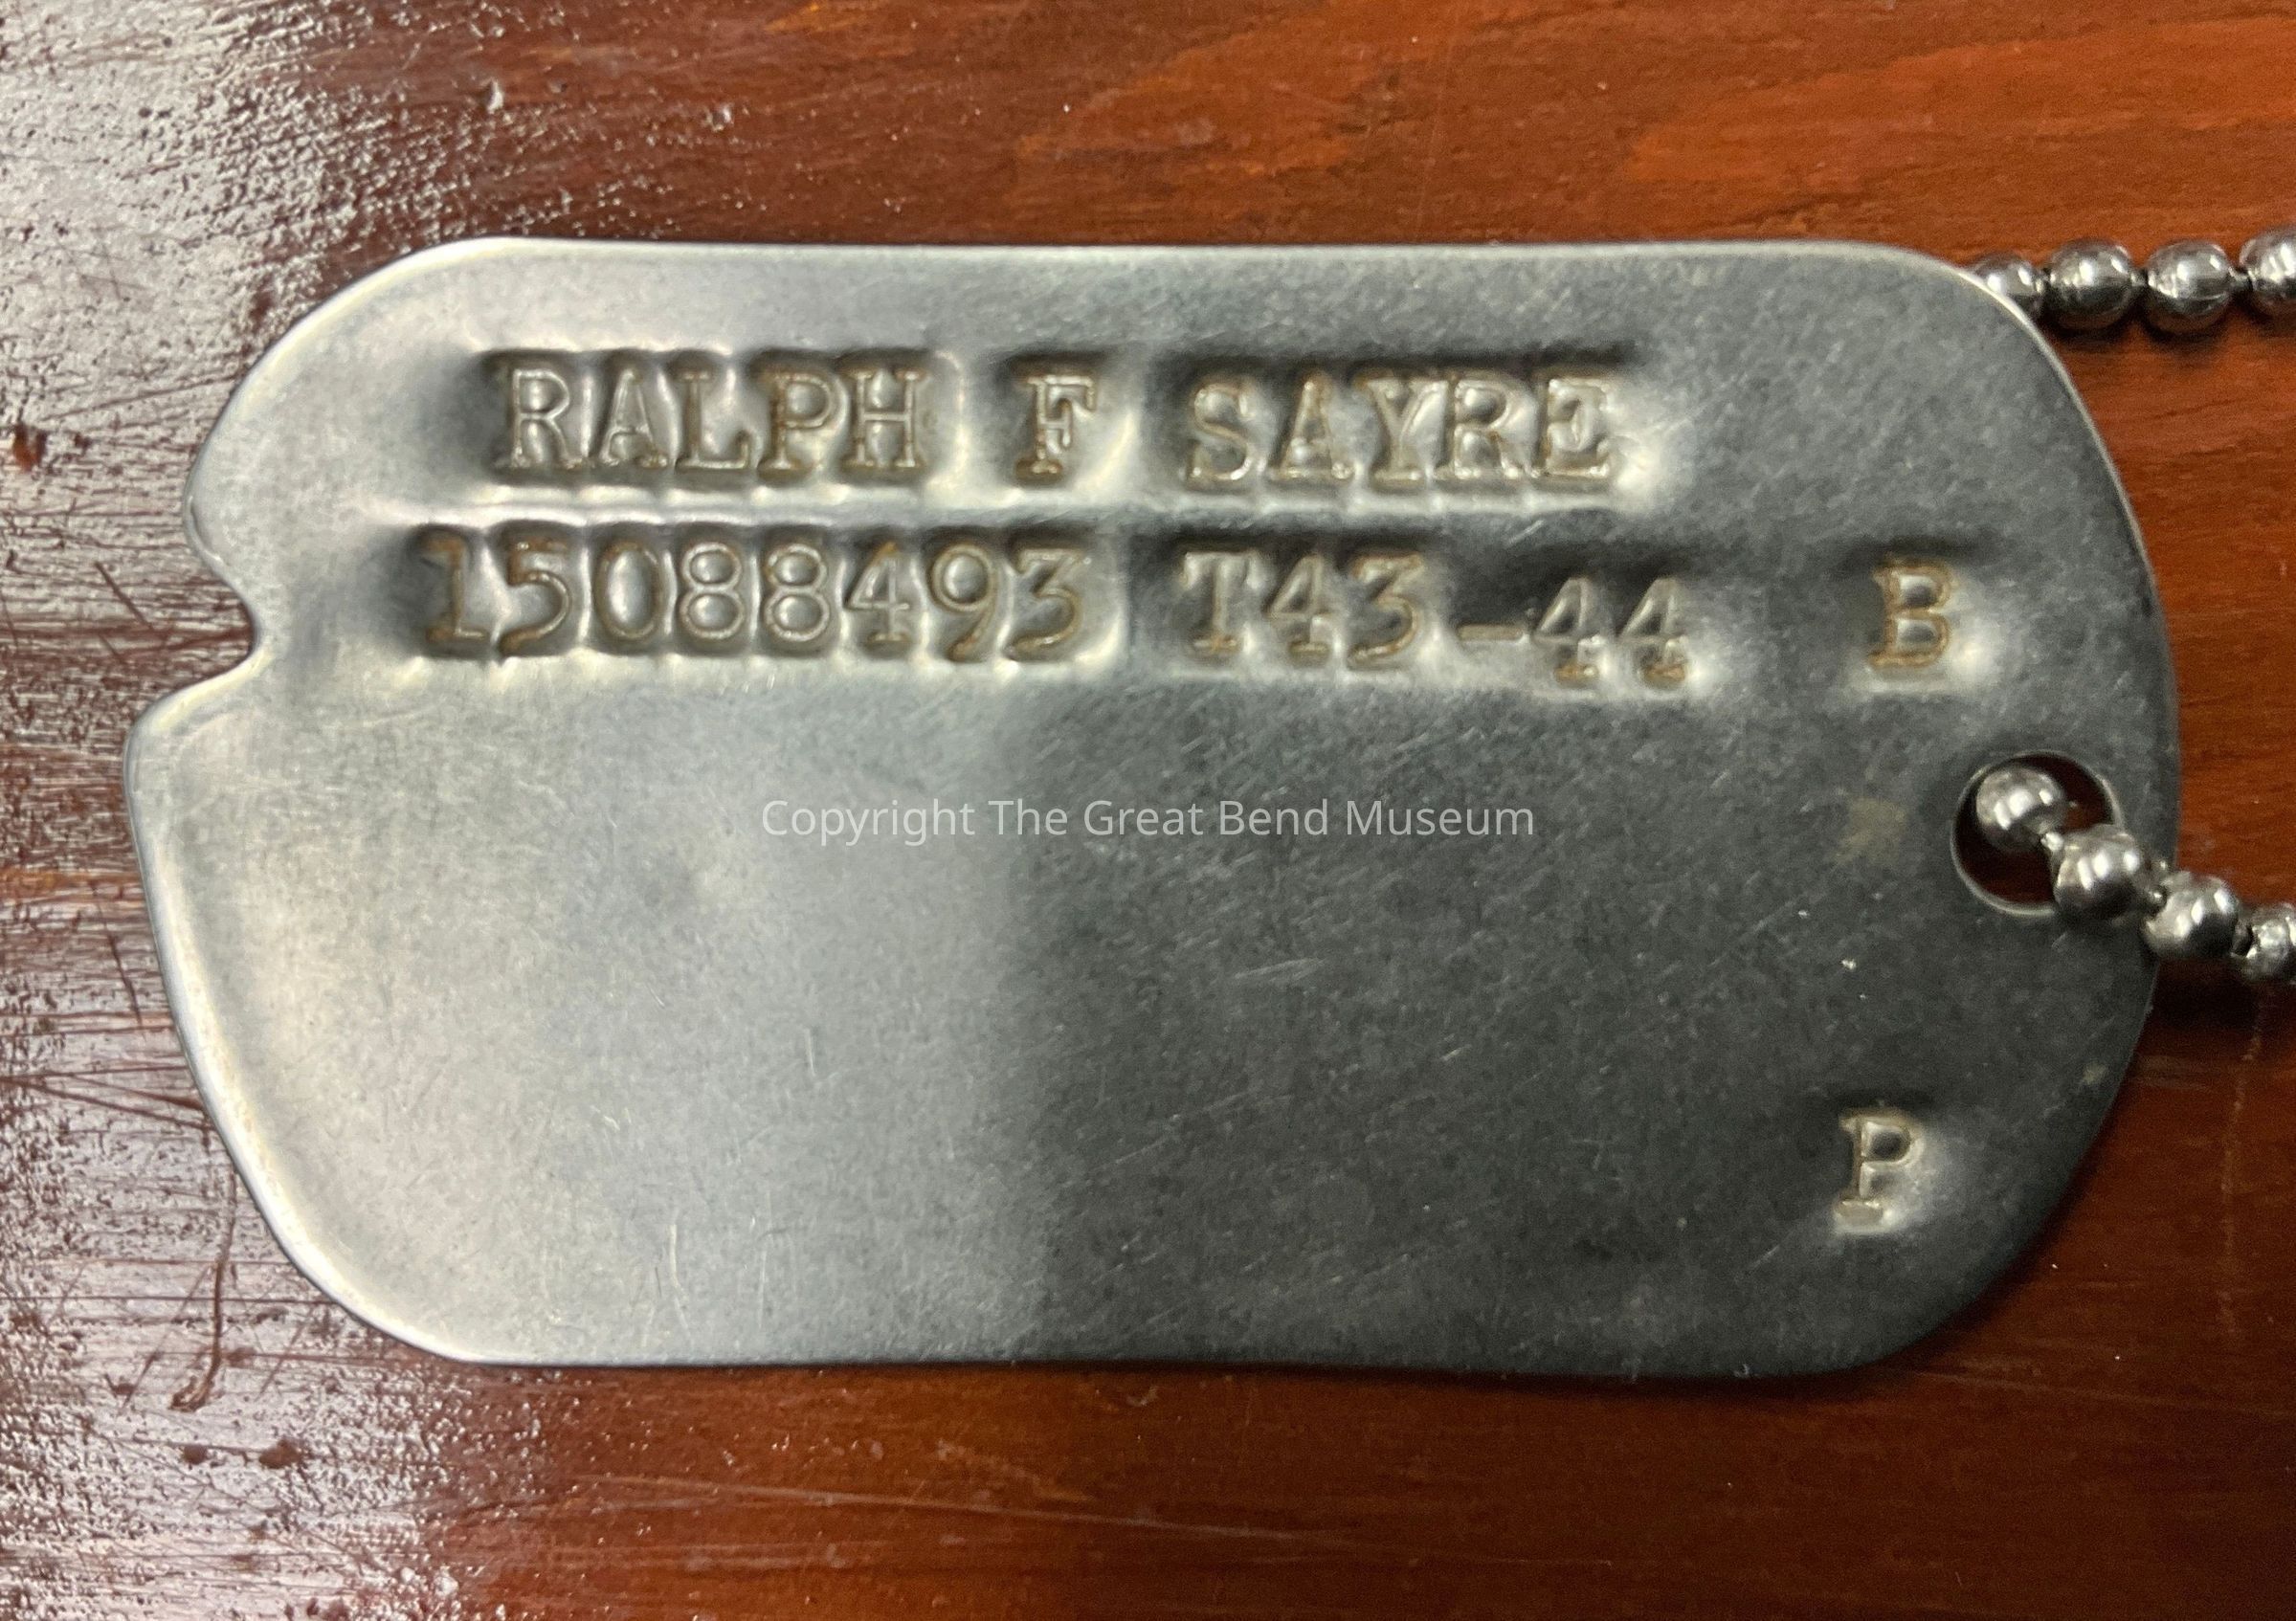 RALPH F SAYRE
15088493 T43-44 B
Copyright The Great Bend Museum
P